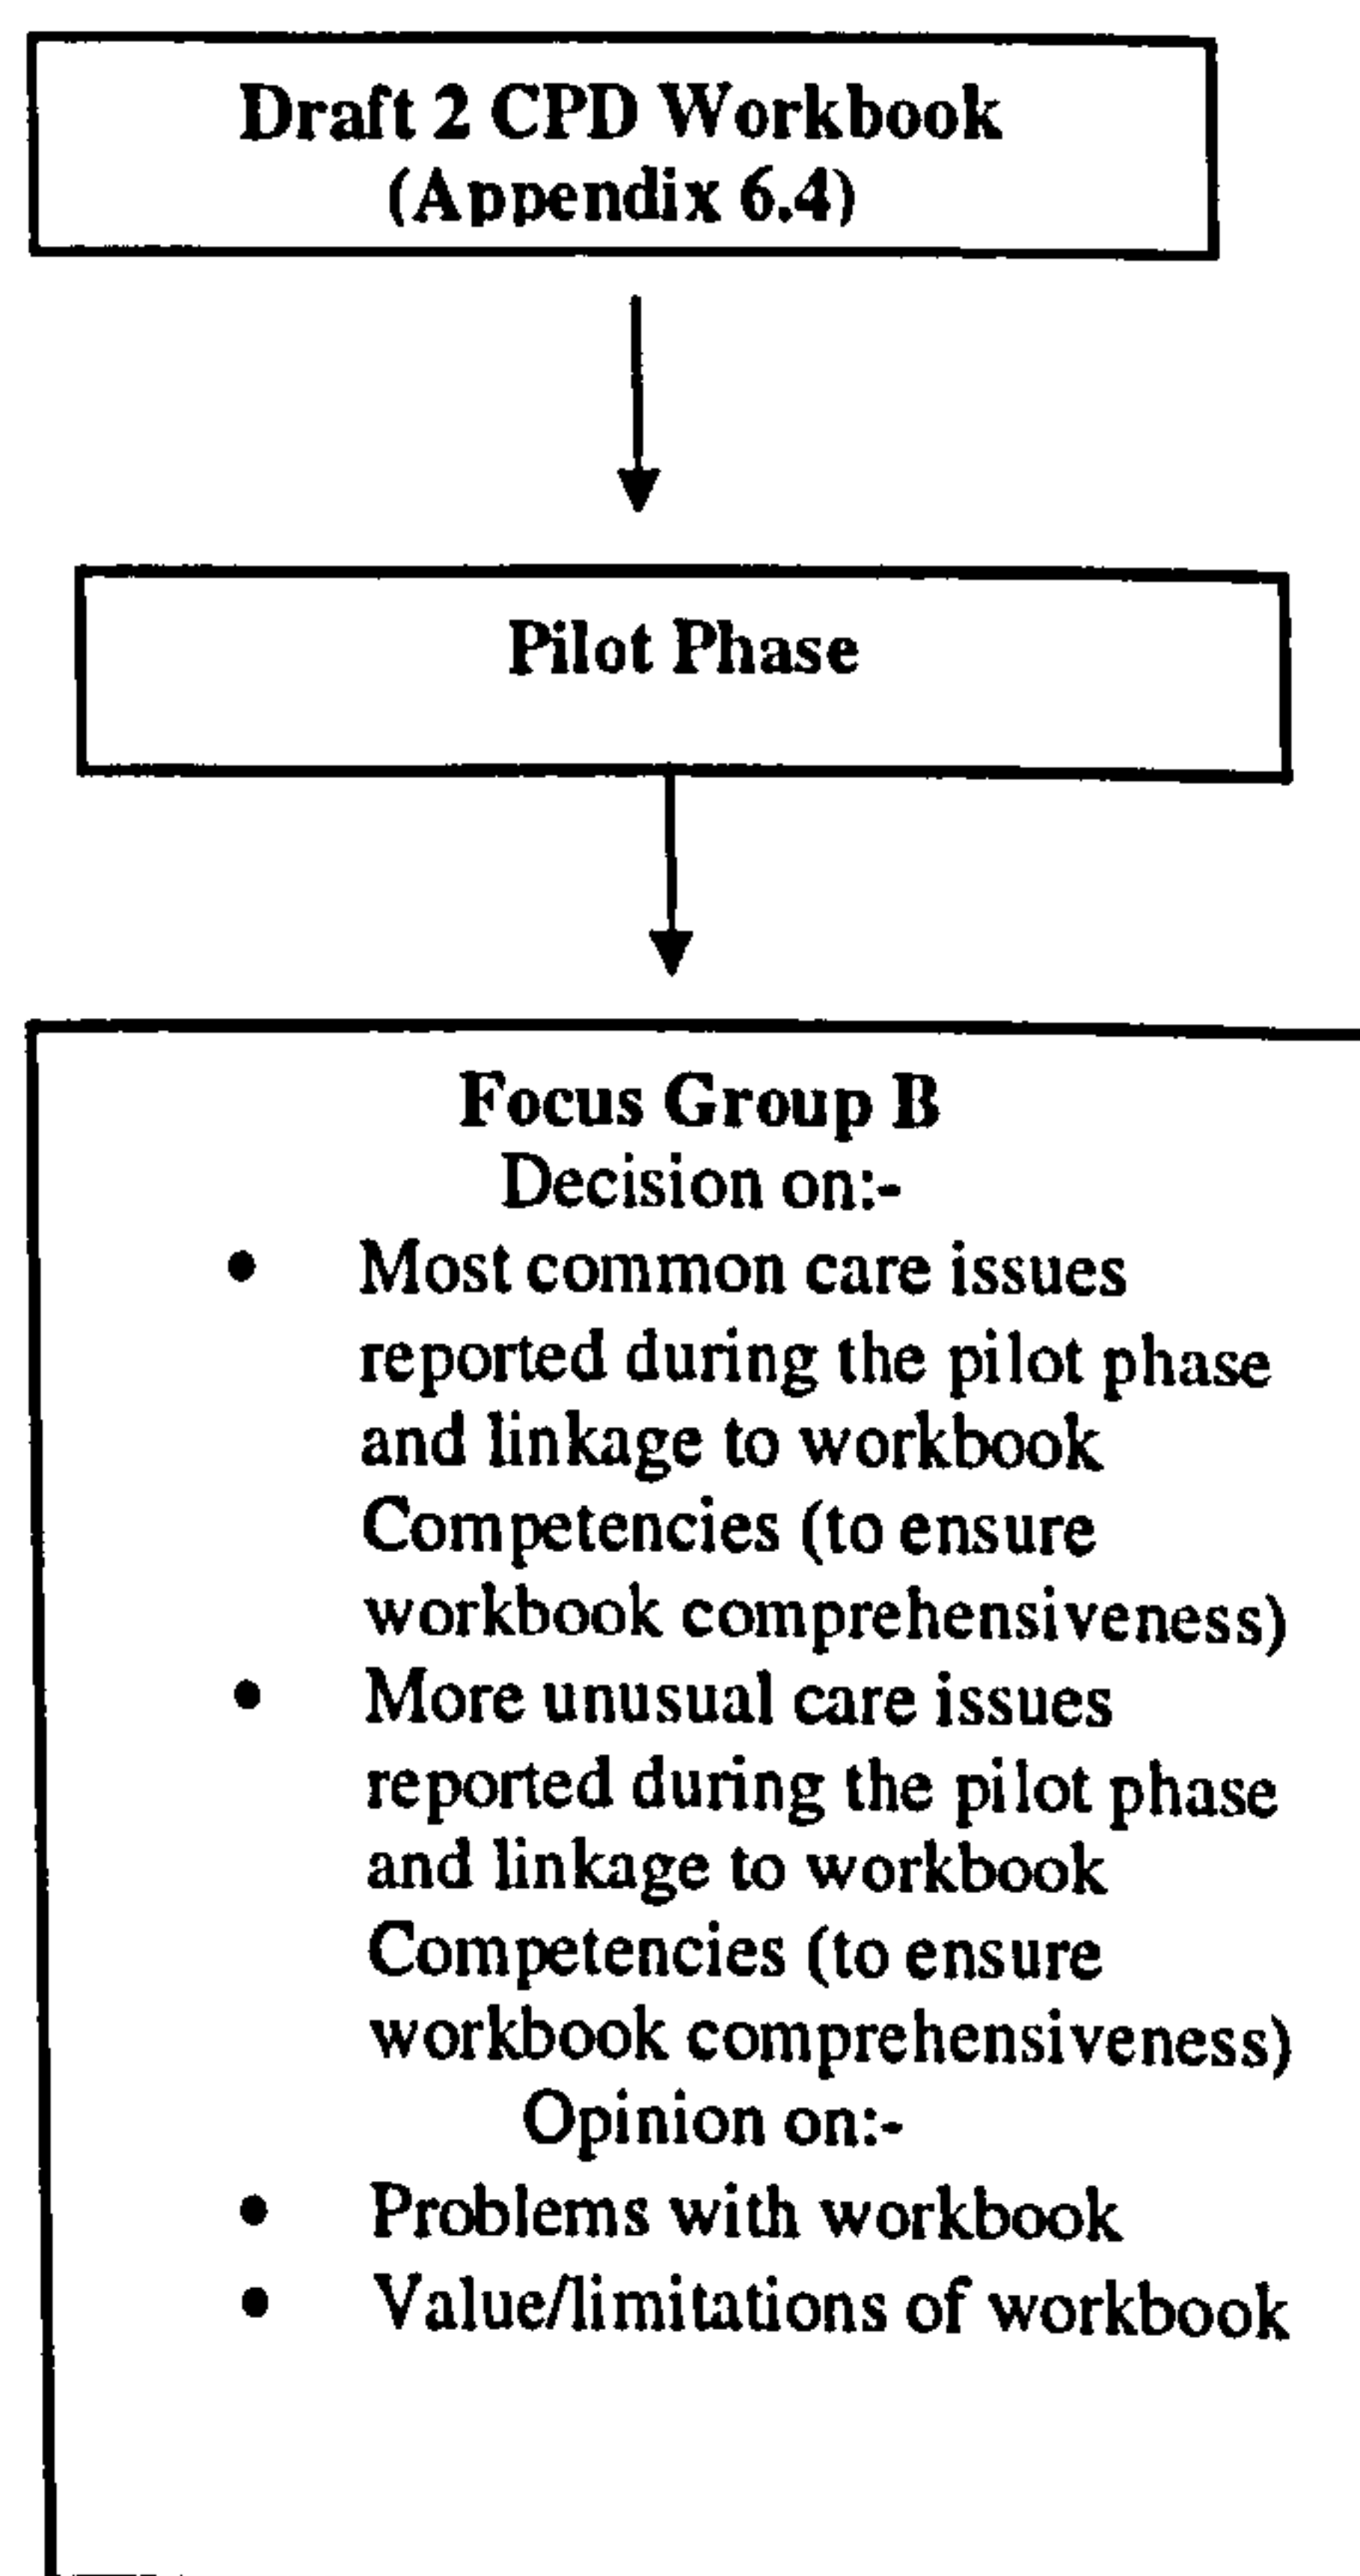 Draft 2 CPD Workbook
(Appendix 6.4)
Pilot Phase
Focus Group B
Decision on:-
• Most common care issues
reported during the pilot phase
and linkage to workbook
Competencies (to ensure
workbook comprehensiveness)
• More unusual care issues
reported during the pilot phase
and linkage to workbook
Competencies (to ensure
workbook comprehensiveness)
Opinion on:-
• Problems with workbook
• Value/limitations of workbook